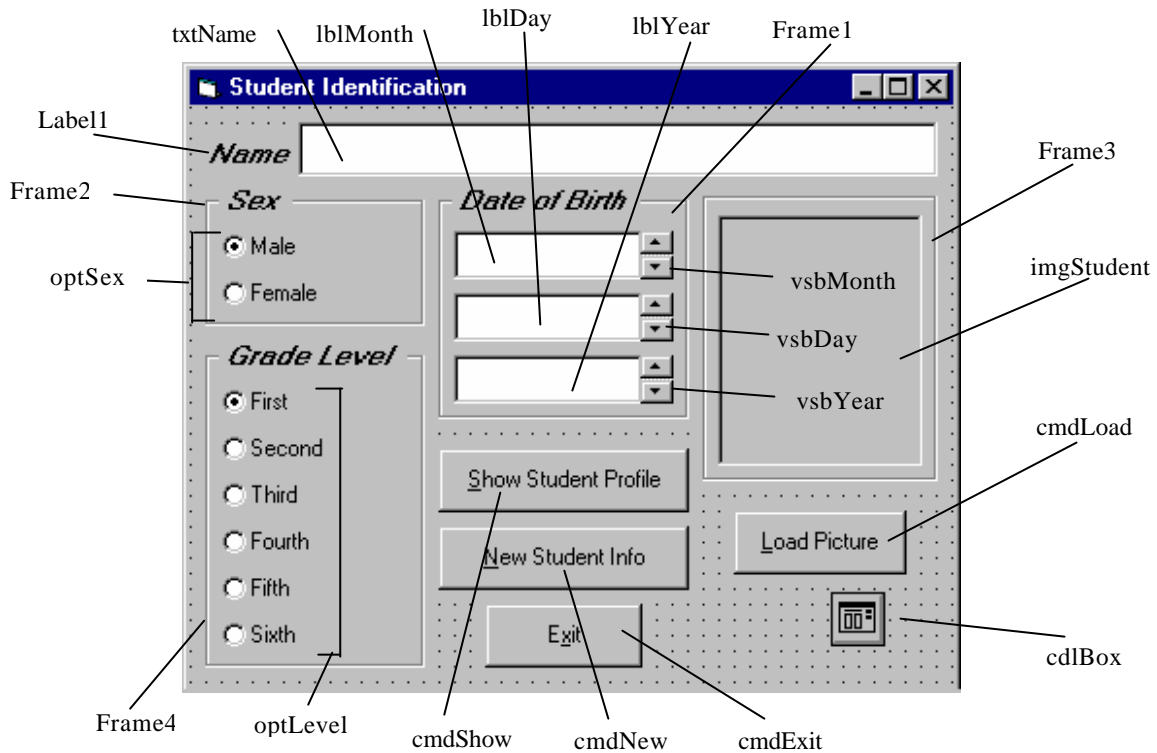 txtName lblMonth lblDay lblYear Frame1
Student Identification
Label1
Name
Frame3
Frame2
Sex
Date of Birth
Male
optSex
Female
vsbMonth
imgStudent
vsbDay
vsbYear
Grade Level
First
Second
Third
Fourth
Fifth
Sixth
cmdLoad
Show Student Profile
Load Picture
New Student Info
Exit
cdlBox
Frame4
optLevel
cmdShow
cmdNew
cmdExit